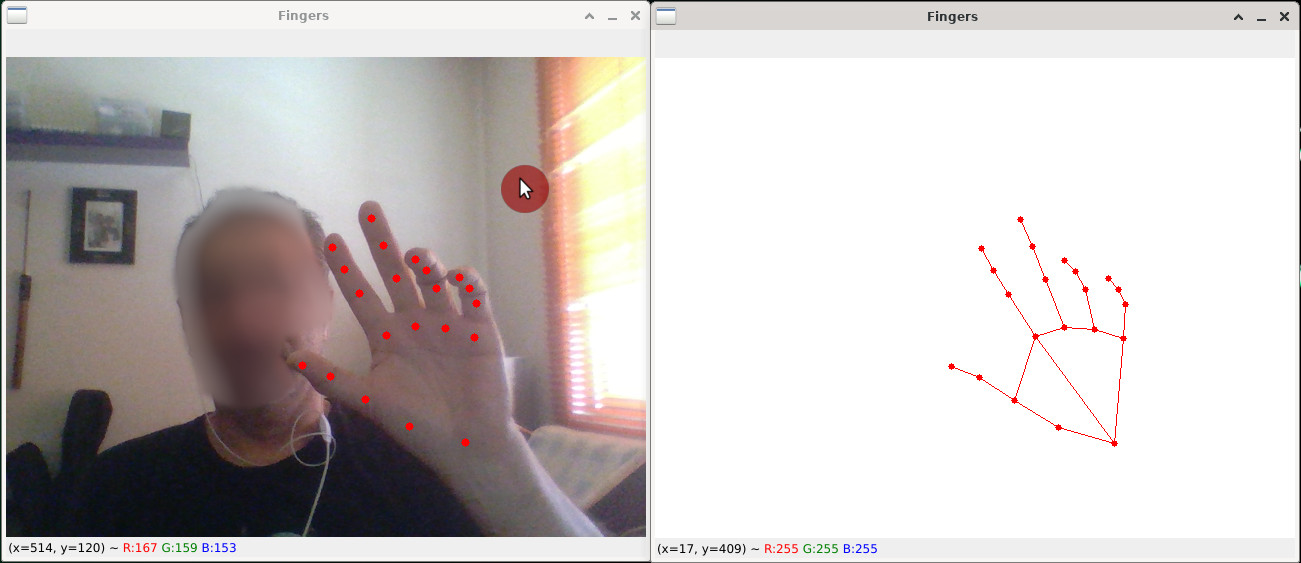 Fingers
(x=514, y=120) ~ R:167 G:159 B:153
Fingers
(x=17, y=409) ~ R:255 G:255 B:255